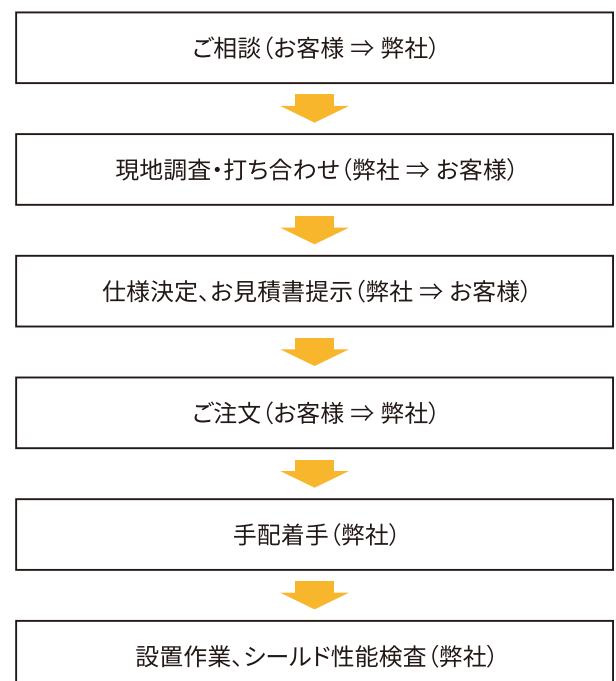 ご相談（お客様 ⇒ 弊社）
現地調査・打ち合わせ（弊社 ⇒ お客様）
仕様決定、お見積書提示（弊社 ⇒ お客様）
ご注文（お客様 ⇒ 弊社）
手配着手（弊社）
設置作業、シールド性能検査（弊社）